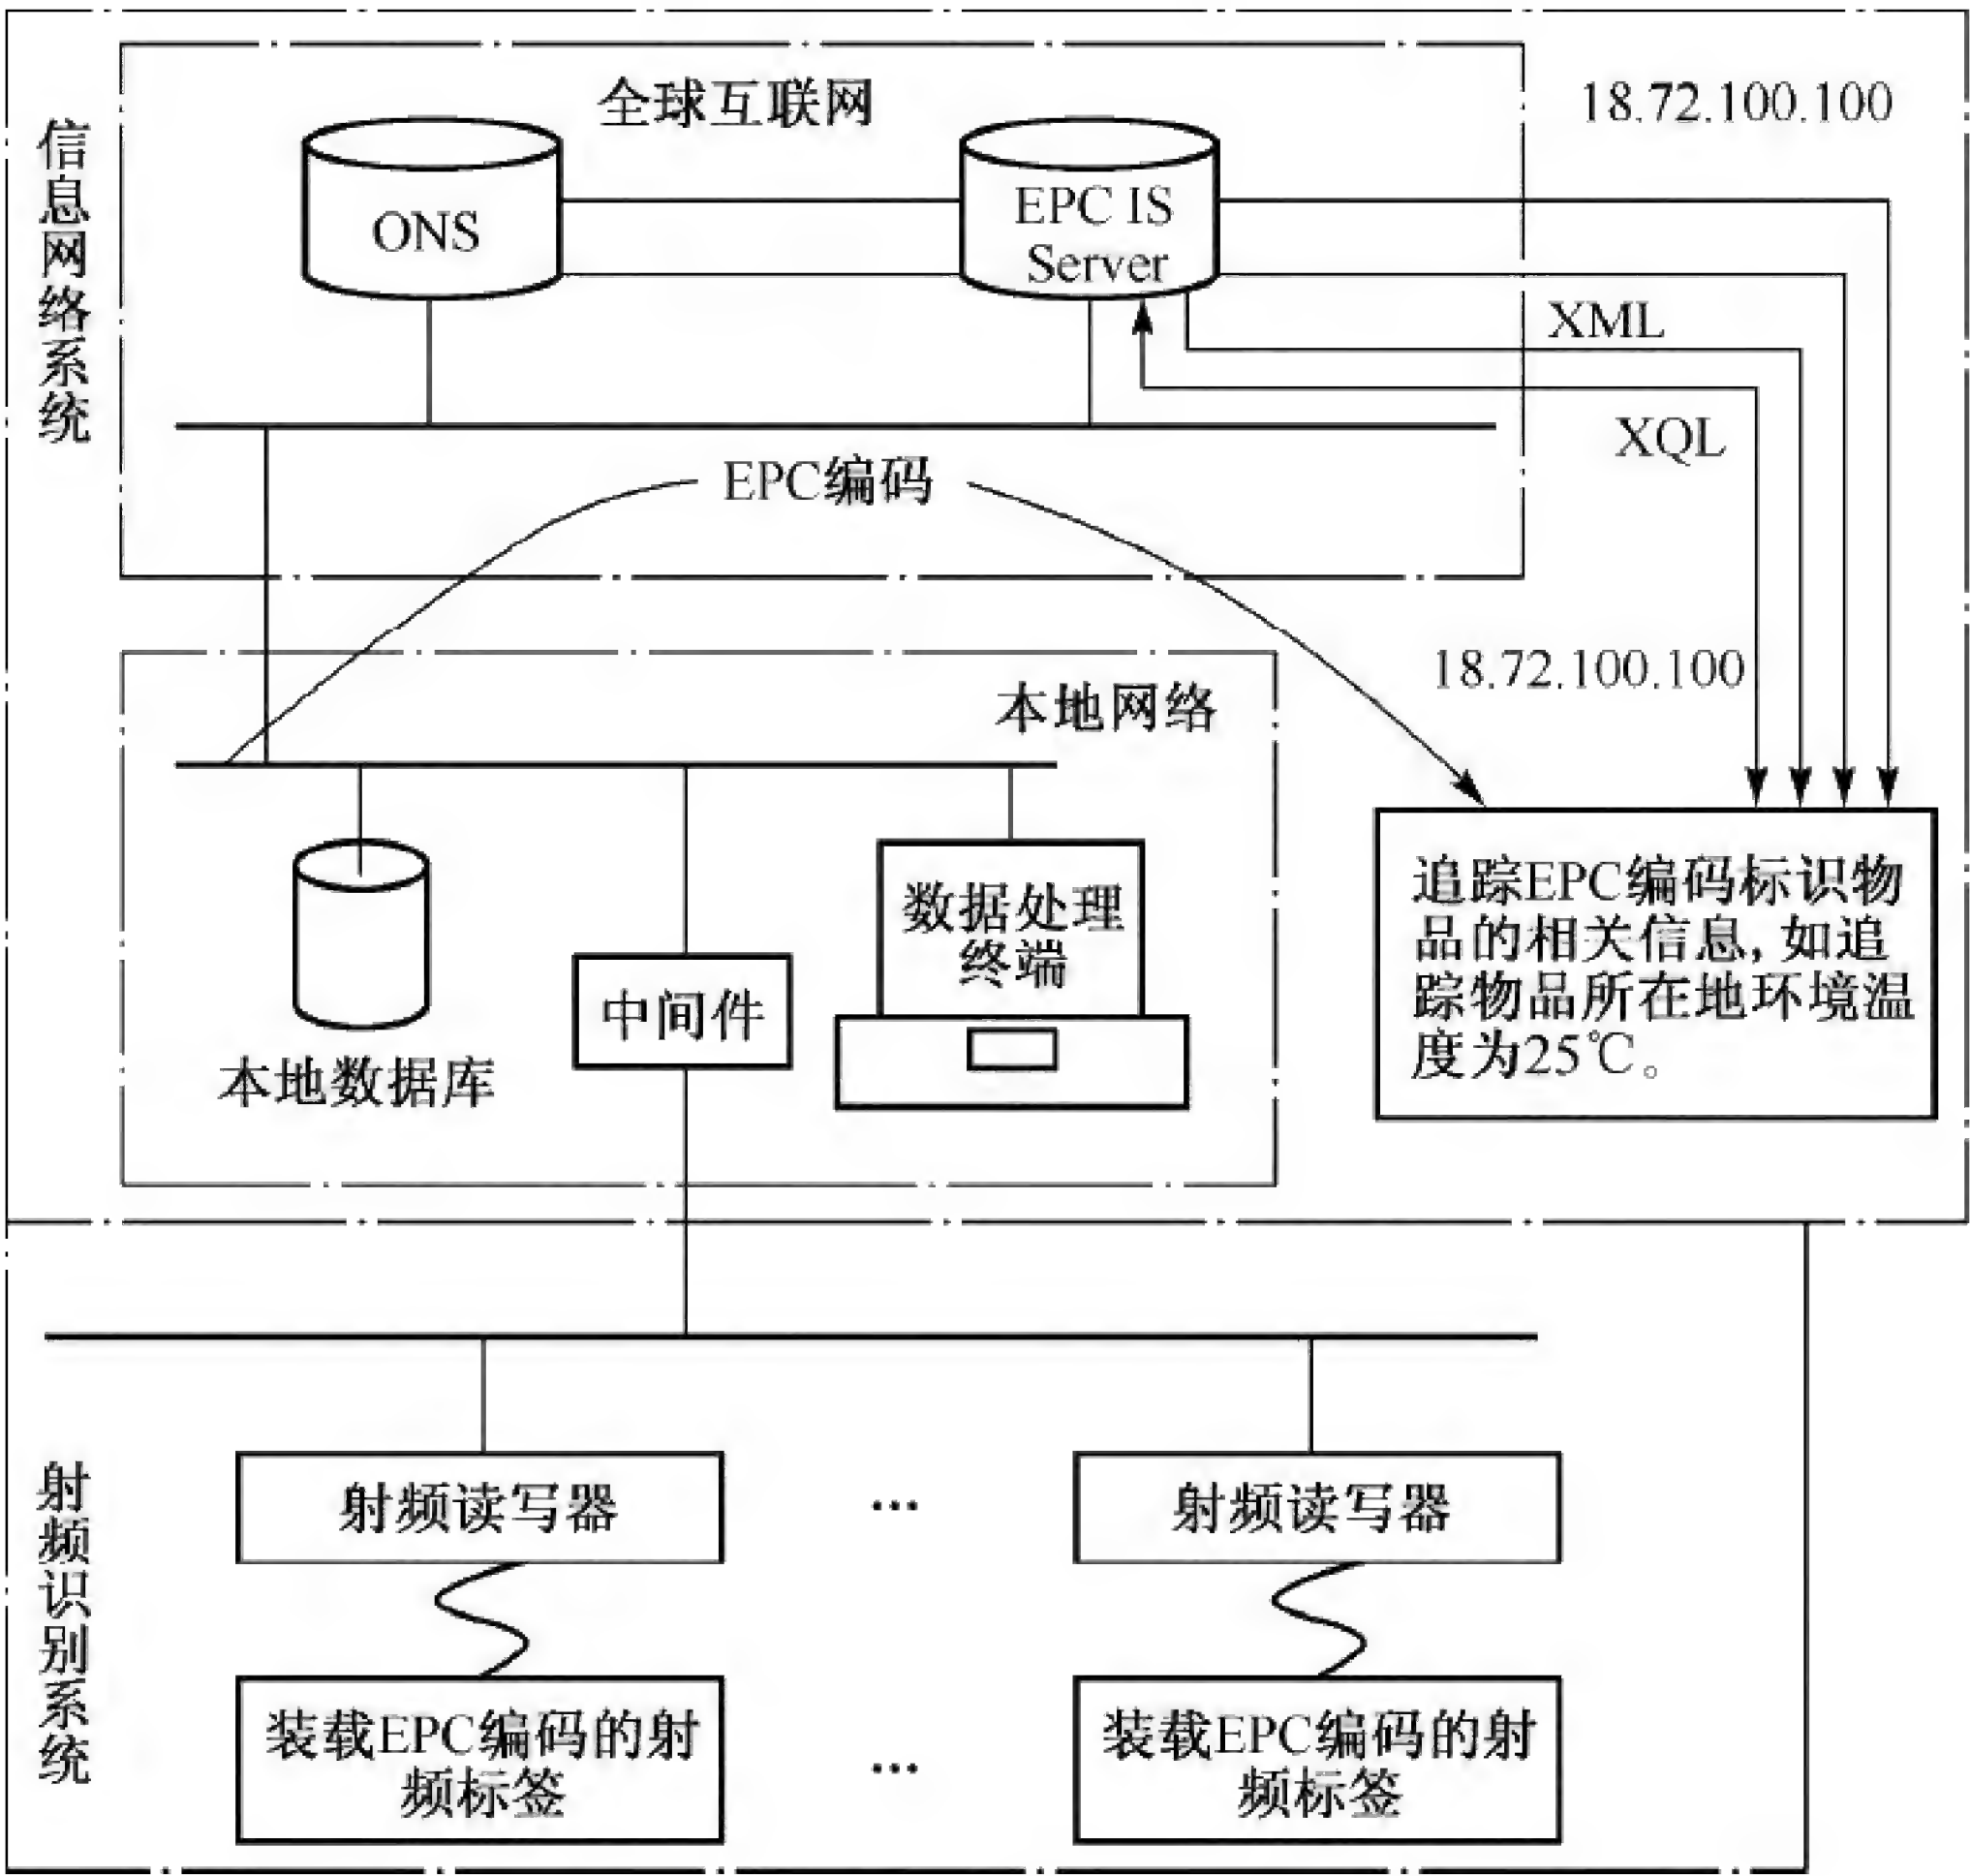 信息网络系统
全球互联网
18.72.100.100
ONS
EPC IS
Server
XML
XQL
EPC编码
18.72.100.100
本地网络
数据处理
终端
中间件
本地数据库
追踪EPC编码标识物
品的相关信息,如追
踪物品所在地环境温
度为25℃。
射频识别系统
射频读写器
...
射频读写器
装载EPC编码的射
频标签
...
装载EPC编码的射
频标签